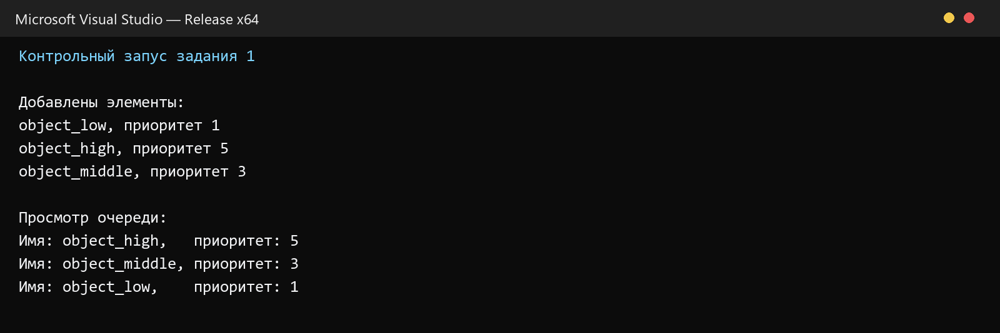 Microsoft Visual Studio — Release x64
Контрольный запус задания 1
Добавлены элементы:
object_low, приоритет 1
object_high, приоритет 5
object_middle, приоритет 3
Просмотр очереди:
Имя: object_high,   приоритет: 5
Имя: object_middle, приоритет: 3
Имя: object_low,    приоритет: 1